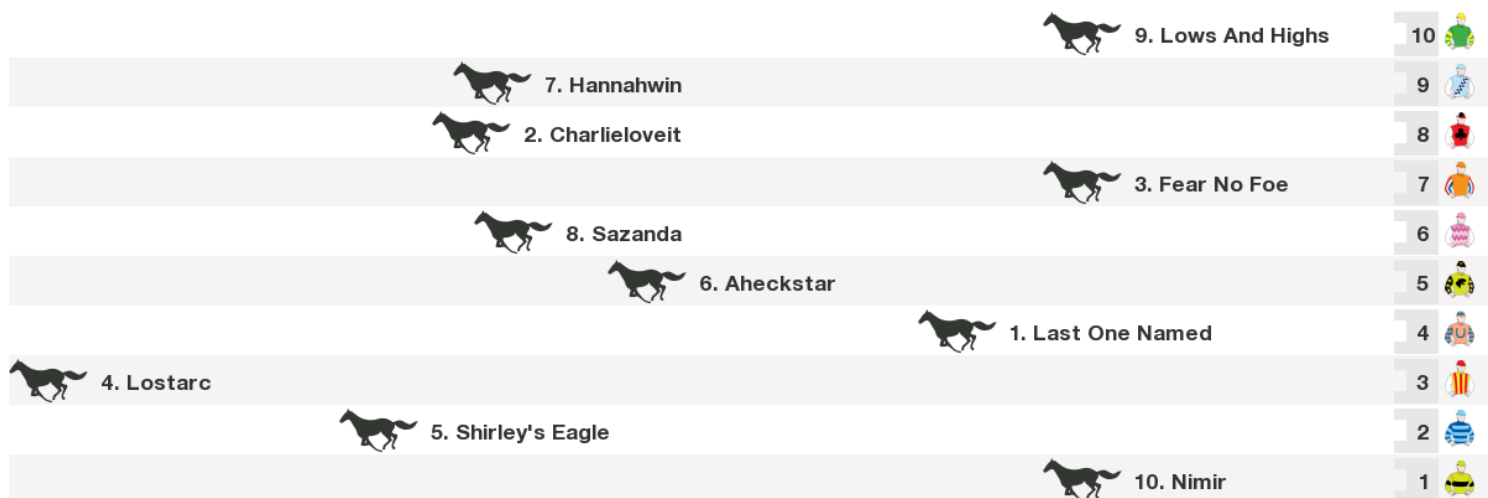 9. Lows And Highs 10
7. Hannahwin 9
2. Charlieloveit 8
3. Fear No Foe 7
8. Sazanda 6
6. Aheckstar 5
1. Last One Named 4
4. Lostarc 3
5. Shirley's Eagle 2
10. Nimir 1